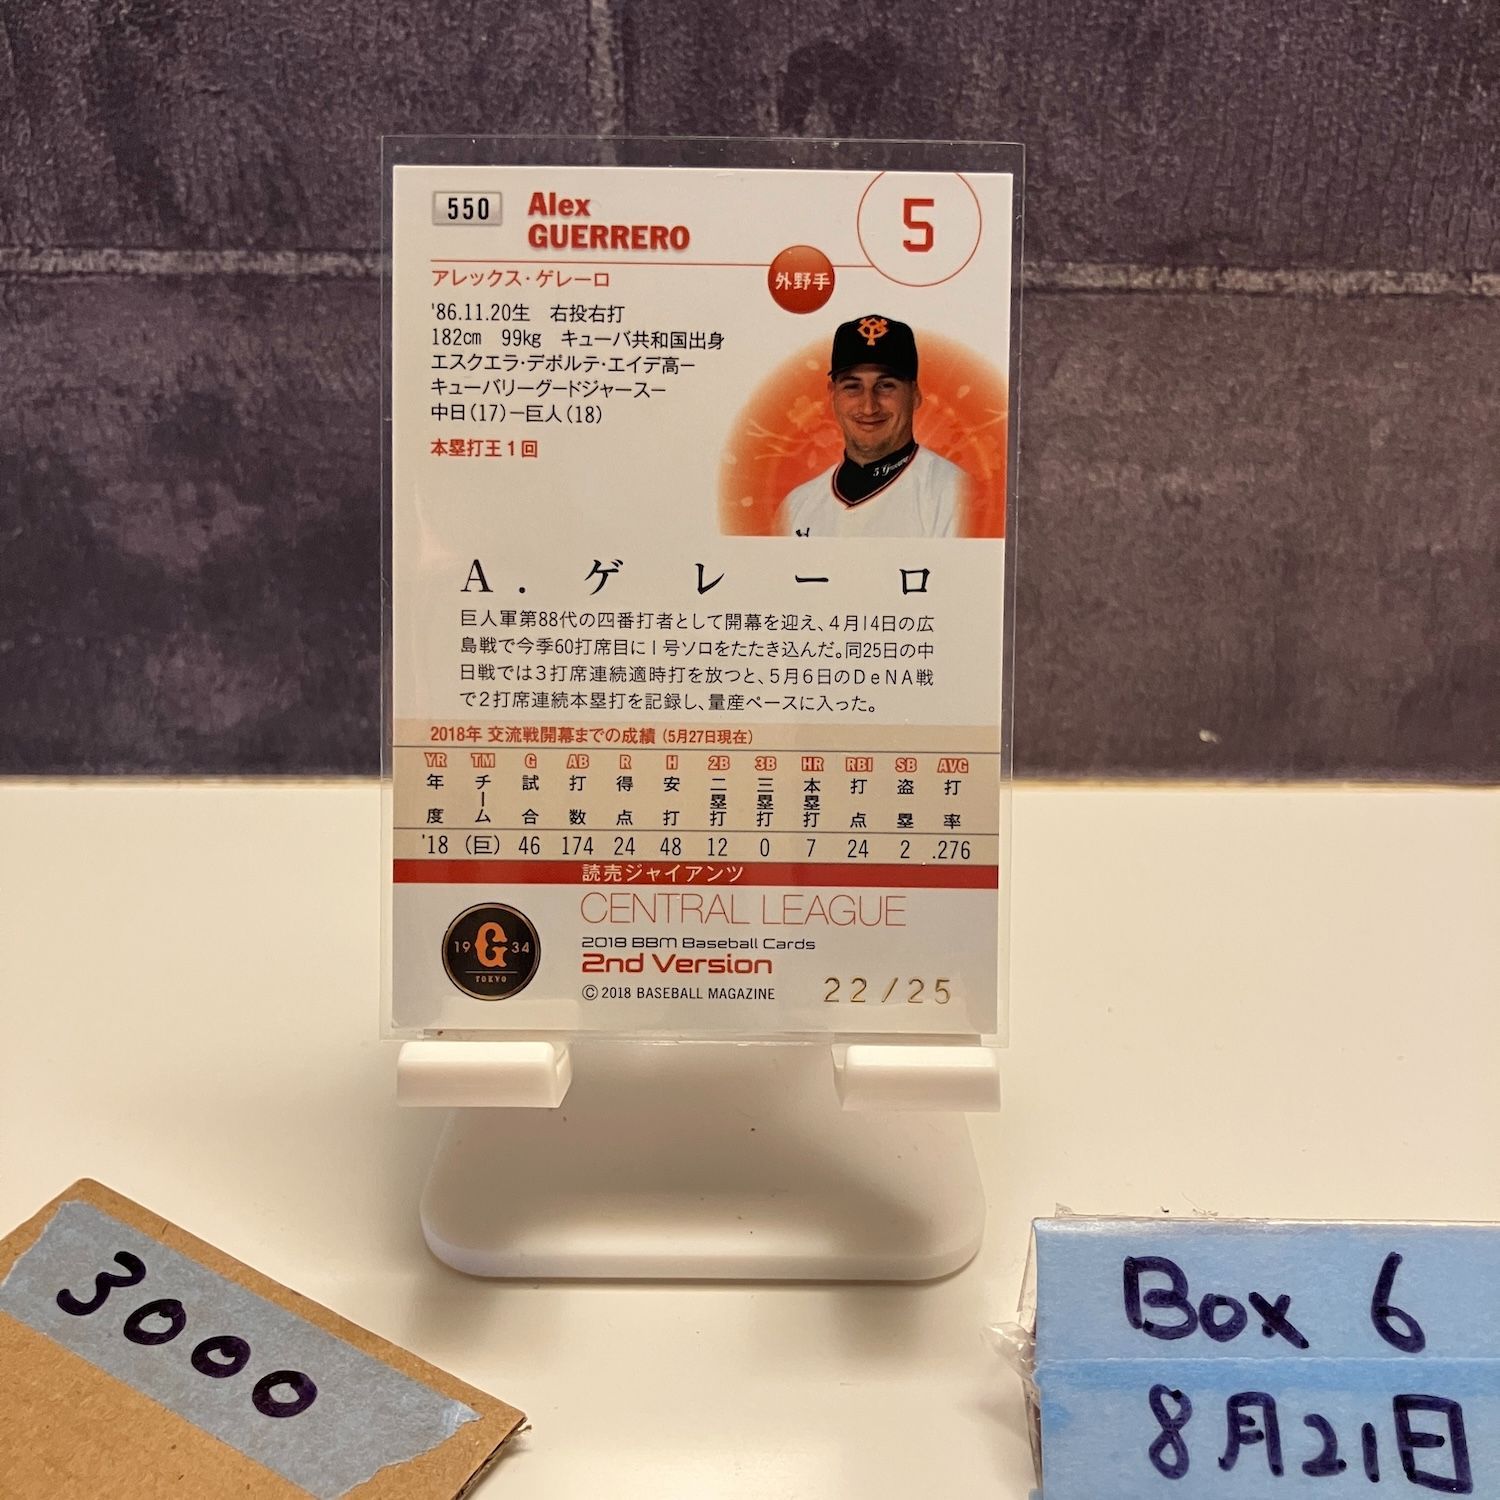 550
Alex
GUERRERO
5
アレックス・ゲレーロ
外野手
'86.11.20生 右投右打
182cm 99kg キューバ共和国出身
エスクエラ・デポルテ・エイデ高ー
キューバリーグードジャースー
中日(17)ー巨人(18)
本塁打王1回
A.ゲレーロ
巨人軍第88代の四番打者として開幕を迎え、4月14日の広
島戦で今季60打席目に1号ソロをたたき込んだ。同25日の中
日戦では3打席連続適時打を放つと、5月6日のDeNA戦
で2打席連続本塁打を記録し、量産ペースに入った。
2018年 交流戦開幕までの成績 (5月27日現在)
YR TM G AB R H 2B 3B HR RBI SB AVG
年度 チーム 試合 打数 得点 安打 二塁打 三塁打 本塁打 打点 盗塁 打率
'18 (巨) 46 174 24 48 12 0 7 24 2 .276
読売ジャイアンツ
CENTRAL LEAGUE
19 G 34
TOKYO
2018 BBM Baseball Cards
2nd Version
© 2018 BASEBALL MAGAZINE
22/25
3000
Box 6
8月21日